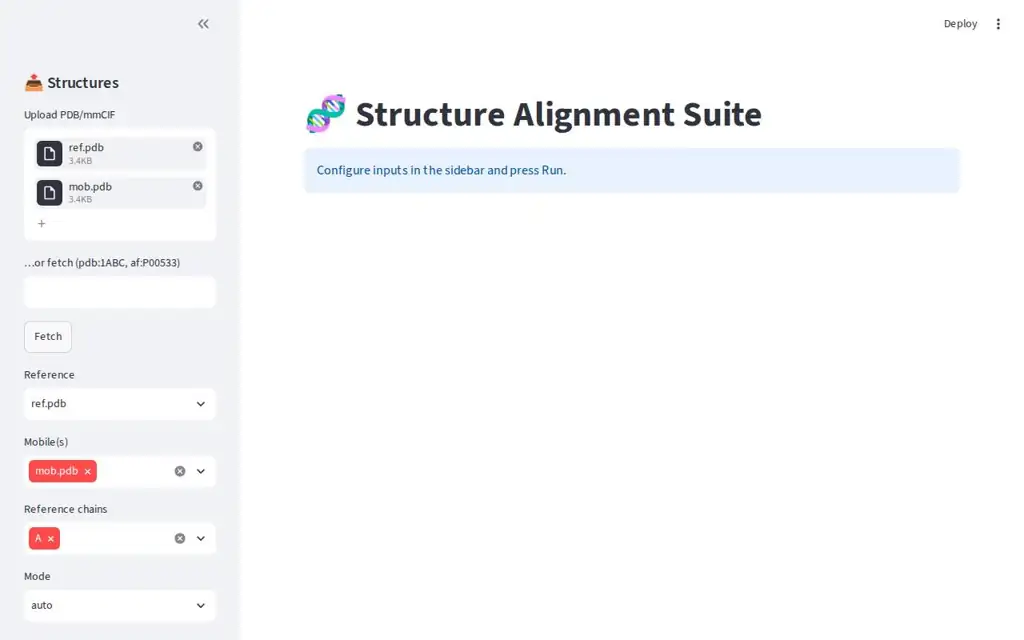 Deploy
Structures
Upload PDB/mmCIF
ref.pdb
3.4KB
mob.pdb
3.4KB
+
...or fetch (pdb:1ABC, af:P00533)
Fetch
Reference
ref.pdb
Mobile(s)
mob.pdb
Reference chains
A
Mode
auto
Structure Alignment Suite
Configure inputs in the sidebar and press Run.